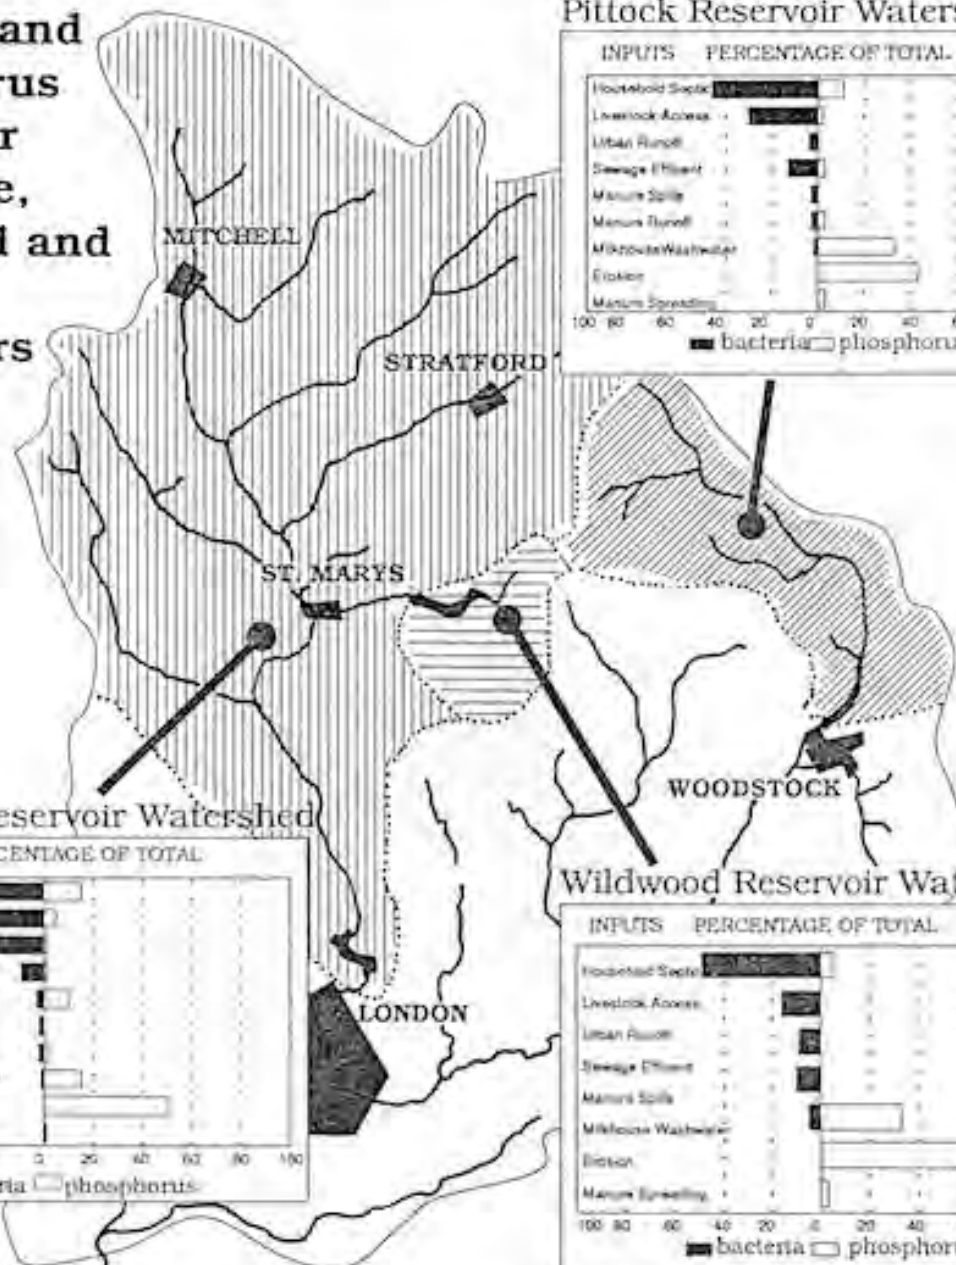 and
rus
r
e,
d and
rs
Pittock Reservoir Waters
INPUTS PERCENTAGE OF TOTAL
Household Septic
Livestock Access
Urban Runoff
Sewage Effluent
Manure Spills
Manure Runoff
Milkhouse Washwater
Erosion
Manure Spreading
100 80 60 40 20 0 20 40 6
bacteria phosphoru
MITCHELL
STRATFORD
ST. MARYS
WOODSTOCK
eservoir Watershed
CENTAGE OF TOTAL
0 20 40 60 80 100
ria phosphorus
LONDON
Wildwood Reservoir Wat
INPUTS PERCENTAGE OF TOTAL
Household Septic
Livestock Access
Urban Runoff
Sewage Effluent
Manure Spills
Milkhouse Washwater
Erosion
Manure Spreading
100 80 60 40 20 0 20 40
bacteria phosphor